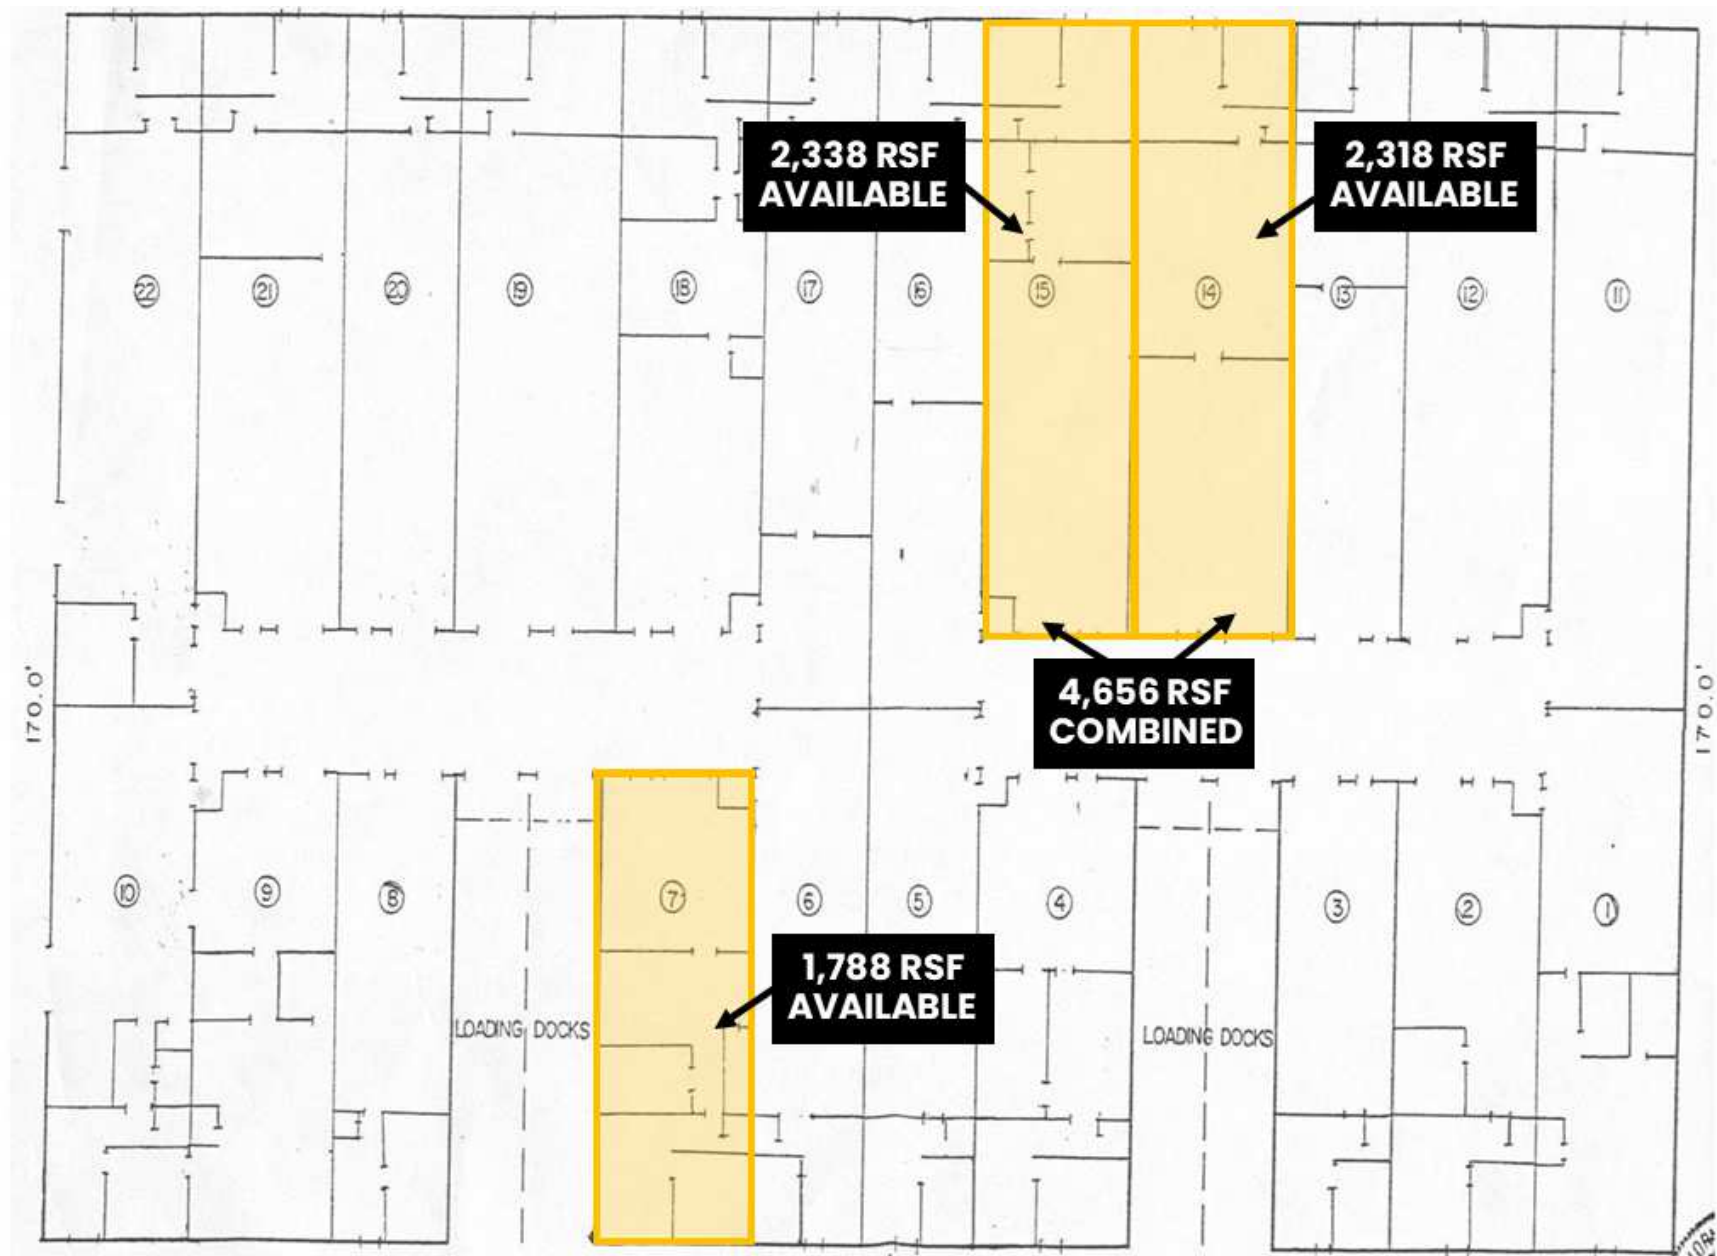 2,338 RSF
AVAILABLE
2,318 RSF
AVAILABLE
22
21
20
19
18
17
16
15
14
13
12
11
4,656 RSF
COMBINED
170.0'
170.0'
10
9
8
7
6
5
4
3
2
1
1,788 RSF
AVAILABLE
LOADING DOCKS
LOADING DOCKS